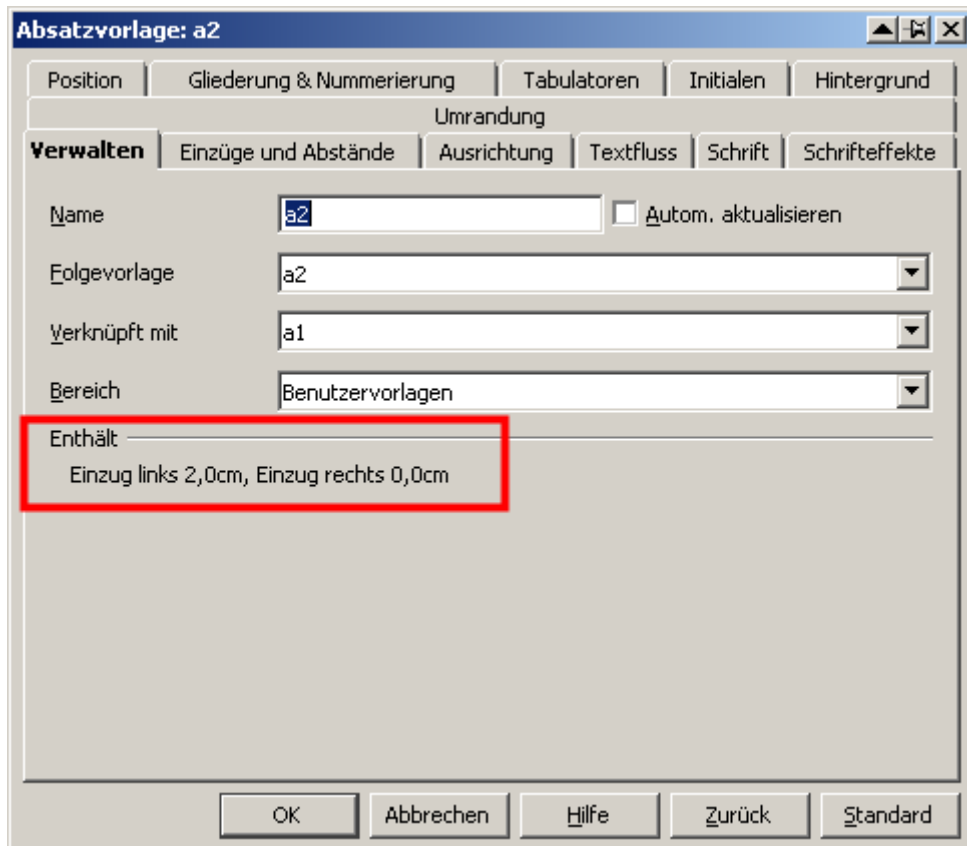 Absatzvorlage: a2
Position Gliederung & Nummerierung Tabulatoren Initialen Hintergrund
Umrandung
Verwalten Einzüge und Abstände Ausrichtung Textfluss Schrift Schrifteffekte
Name a2 Autom. aktualisieren
Folgevorlage a2
Verknüpft mit a1
Bereich Benutzervorlagen
Enthält
Einzug links 2,0cm, Einzug rechts 0,0cm
OK Abbrechen Hilfe Zurück Standard